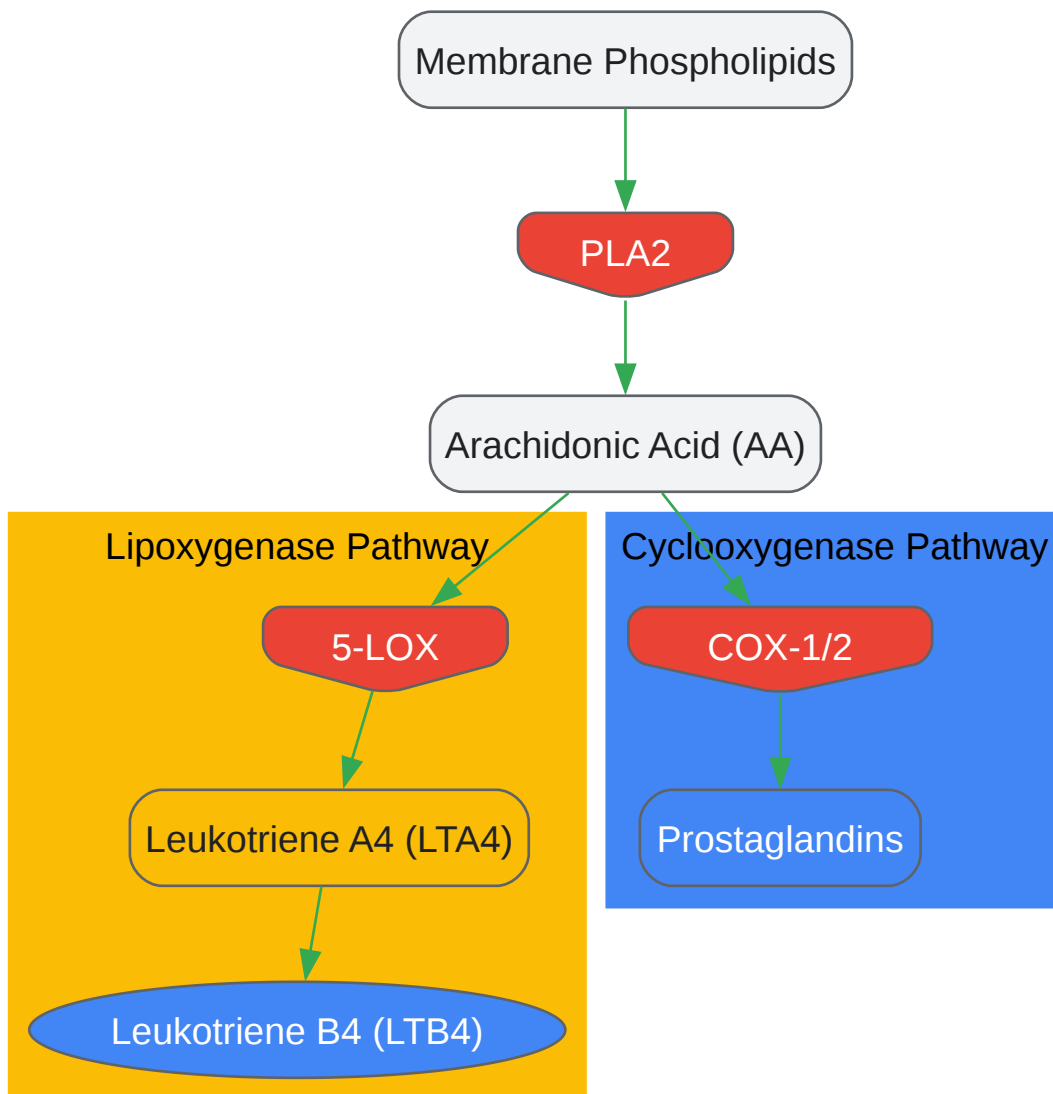 Membrane Phospholipids
PLA2
Arachidonic Acid (AA)
Lipoxygenase Pathway
Cyclooxygenase Pathway
5-LOX
COX-1/2
Leukotriene A4 (LTA4)
Prostaglandins
Leukotriene B4 (LTB4)